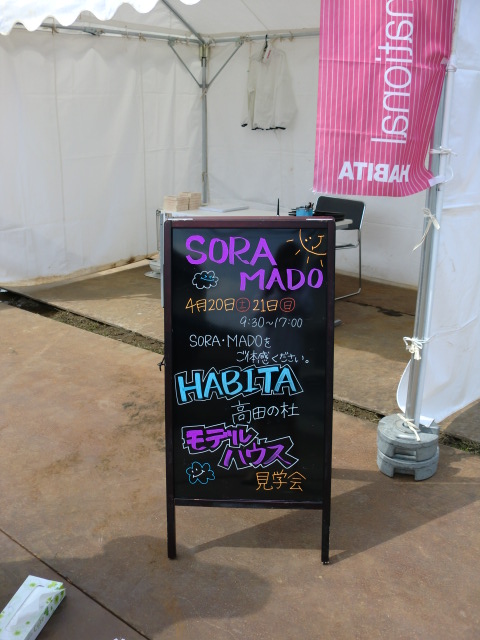 national
HABITA
SORA
MADO
4月20日土21日日
9:30~17:00
SORA・MADOを
ご体感ください。
HABITA
高田の杜
モデル
ハウス
見学会